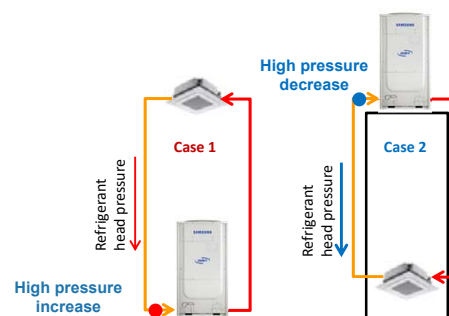 SAMSUNG
High pressure
decrease
Case 1
Case 2
Refrigerant
head pressure
Refrigerant
head pressure
SAMSUNG
High pressure
increase